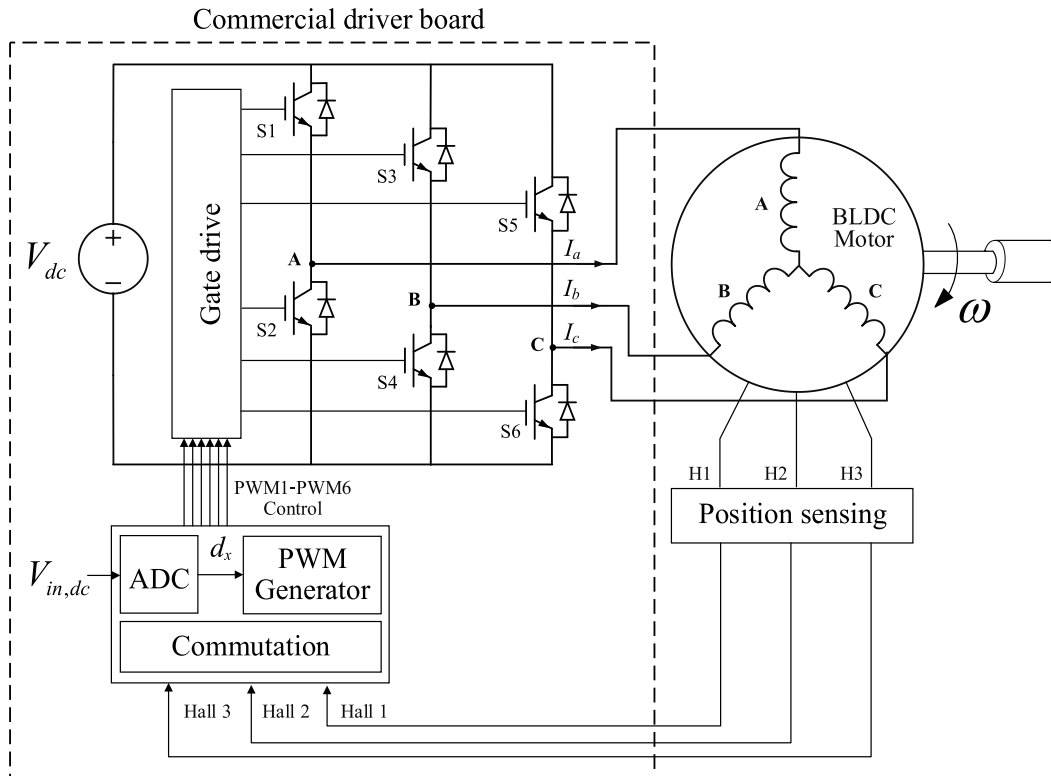 Commercial driver board
S1
S3
S5
A
BLDC
Motor
Gate drive
V_dc
+
−
A
I_a
B
I_b
C
I_c
B
C
ω
S2
S4
S6
PWM1-PWM6
Control
H1
H2
H3
Position sensing
V_in,dc
ADC
d_x
PWM
Generator
Commutation
Hall 3
Hall 2
Hall 1